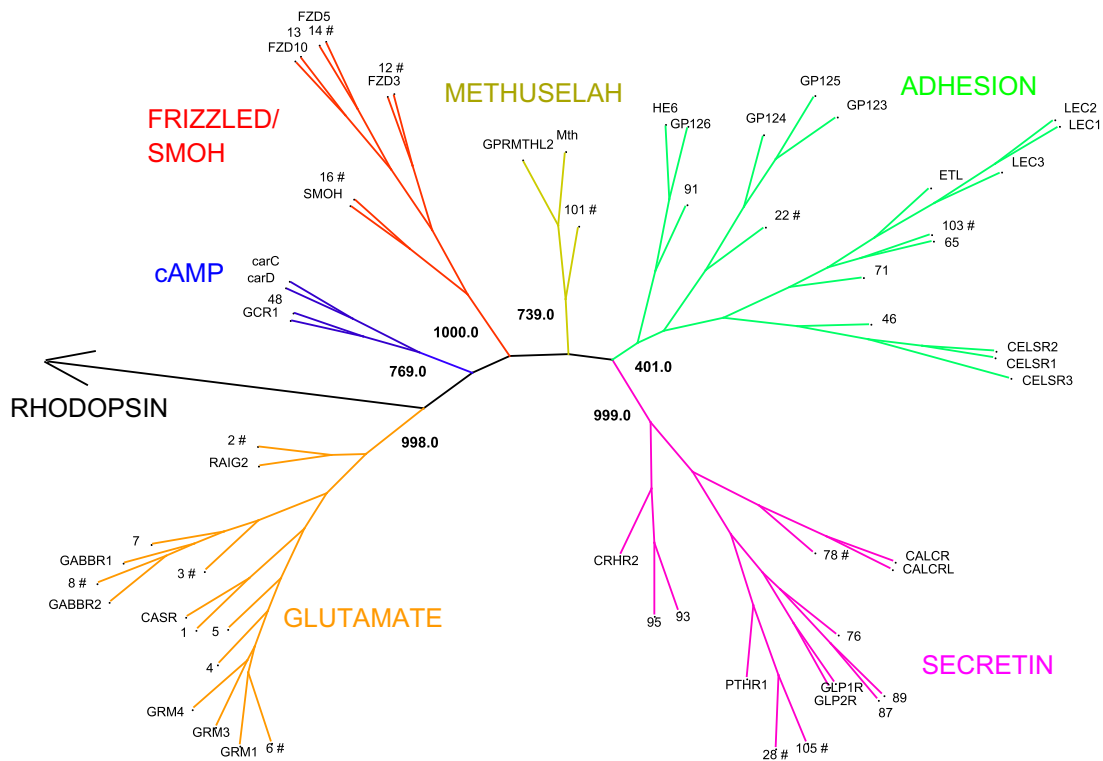 FZD5
13
14 #
FZD10
12 #
FZD3
FRIZZLED/
SMOH
16 #
SMOH
METHUSELAH
GPRMTHL2
Mth
101 #
HE6
GP126
91
GP124
GP125
GP123
22 #
ADHESION
LEC2
LEC1
LEC3
ETL
103 #
65
71
46
CELSR2
CELSR1
CELSR3
cAMP
carC
carD
48
GCR1
1000.0
739.0
769.0
401.0
999.0
998.0
RHODOPSIN
2 #
RAIG2
7
GABBR1
8 #
GABBR2
3 #
CASR
1
5
4
GRM4
GRM3
GRM1
6 #
GLUTAMATE
CRHR2
95
93
78 #
CALCR
CALCRL
76
PTHR1
GLP1R
GLP2R
89
87
28 #
105 #
SECRETIN